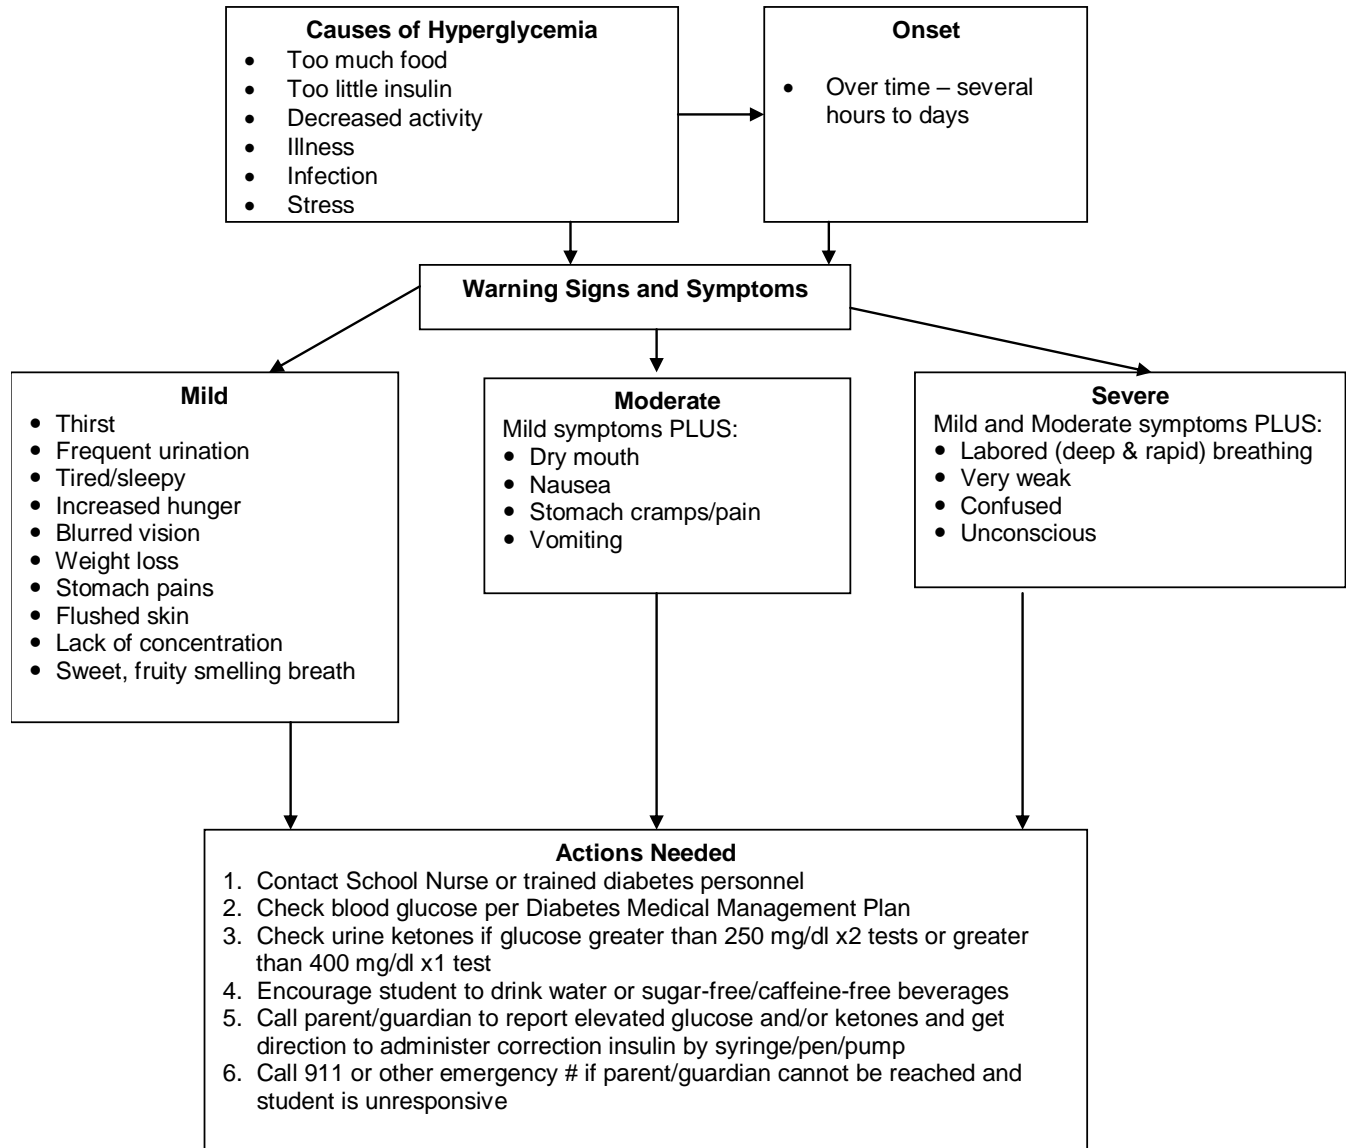 Causes of Hyperglycemia
• Too much food
• Too little insulin
• Decreased activity
• Illness
• Infection
• Stress
Onset
• Over time – several
hours to days
Warning Signs and Symptoms
Mild
• Thirst
• Frequent urination
• Tired/sleepy
• Increased hunger
• Blurred vision
• Weight loss
• Stomach pains
• Flushed skin
• Lack of concentration
• Sweet, fruity smelling breath
Moderate
Mild symptoms PLUS:
• Dry mouth
• Nausea
• Stomach cramps/pain
• Vomiting
Severe
Mild and Moderate symptoms PLUS:
• Labored (deep & rapid) breathing
• Very weak
• Confused
• Unconscious
Actions Needed
1. Contact School Nurse or trained diabetes personnel
2. Check blood glucose per Diabetes Medical Management Plan
3. Check urine ketones if glucose greater than 250 mg/dl x2 tests or greater
than 400 mg/dl x1 test
4. Encourage student to drink water or sugar-free/caffeine-free beverages
5. Call parent/guardian to report elevated glucose and/or ketones and get
direction to administer correction insulin by syringe/pen/pump
6. Call 911 or other emergency # if parent/guardian cannot be reached and
student is unresponsive